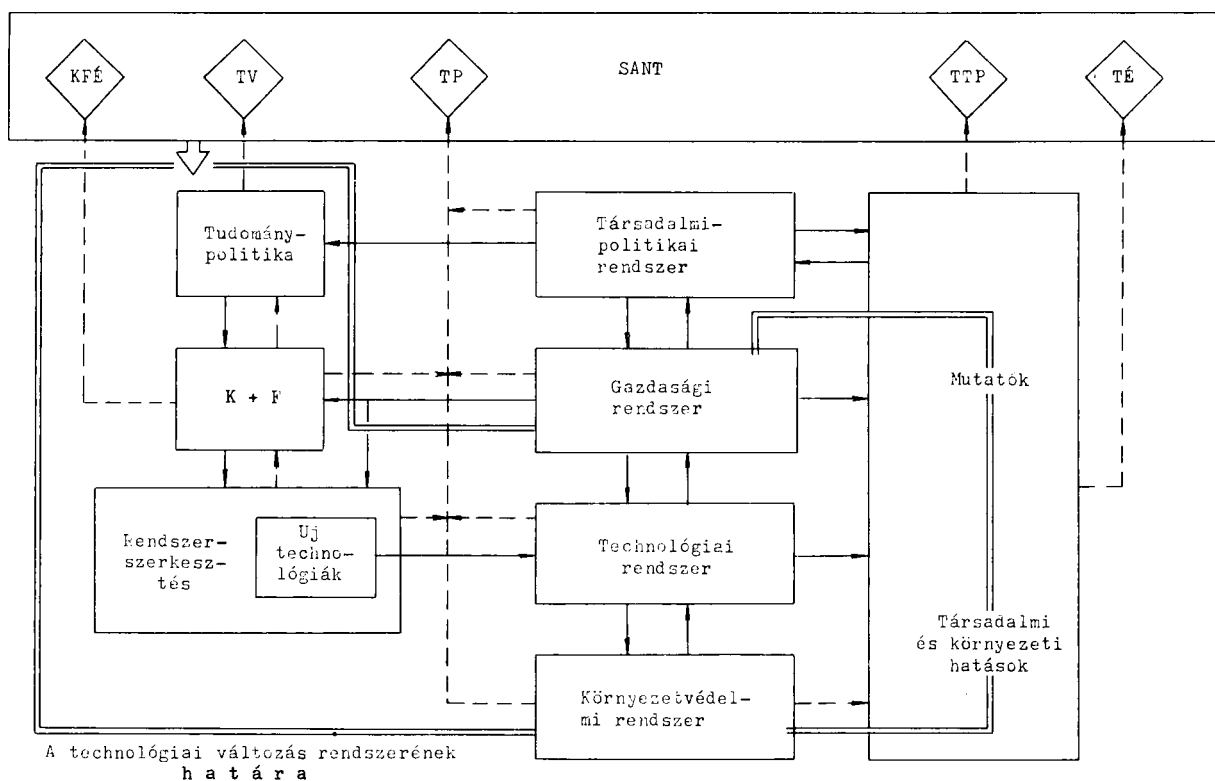 KFÉ
TV
TP
SANT
TTP
TÉ
Tudomány-
politika
Társadalmi-
politikai
rendszer
K + F
Gazdasági
rendszer
Mutatók
Rendszer-
szerkesz-
tés
Uj
techno-
lógiák
Technológiai
rendszer
Társadalmi
és környezeti
hatások
Környezetvédel-
mi rendszer
A technológiai változás rendszerének
határa